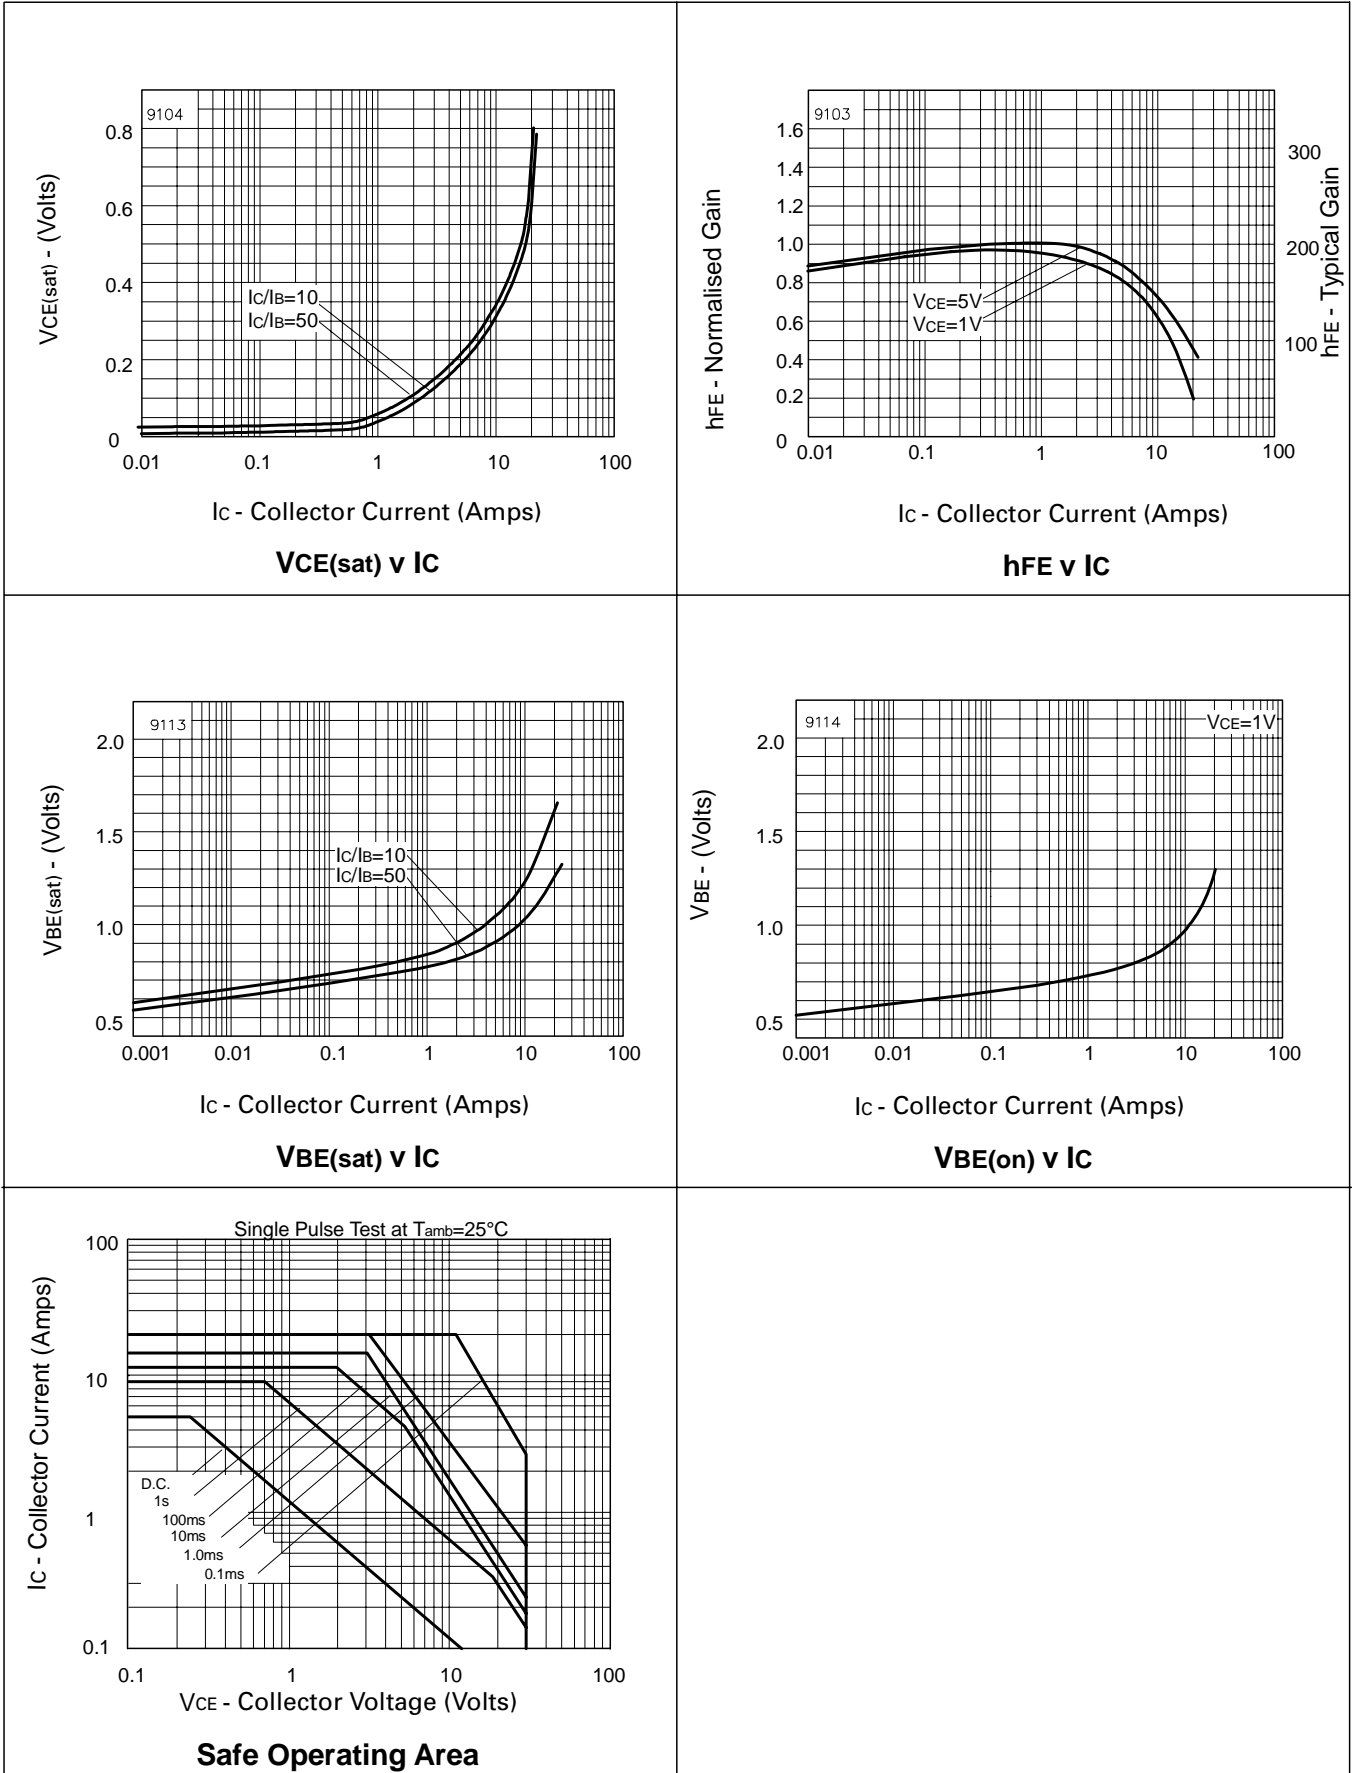 9104
VCE(sat) - (Volts)
0.8
0.6
0.4
0.2
0
IC/IB=10
IC/IB=50
0.01 0.1 1 10 100
IC - Collector Current (Amps)
VCE(sat) v IC
9103
hFE - Normalised Gain
1.6
1.4
1.2
1.0
0.8
0.6
0.4
0.2
0
VCE=5V
VCE=1V
300
200
100
hFE - Typical Gain
0.01 0.1 1 10 100
IC - Collector Current (Amps)
hFE v IC
9113
VBE(sat) - (Volts)
2.0
1.5
1.0
0.5
IC/IB=10
IC/IB=50
0.001 0.01 0.1 1 10 100
IC - Collector Current (Amps)
VBE(sat) v IC
9114
VCE=1V
VBE - (Volts)
2.0
1.5
1.0
0.5
0.001 0.01 0.1 1 10 100
IC - Collector Current (Amps)
VBE(on) v IC
Single Pulse Test at Tamb=25°C
IC - Collector Current (Amps)
100
10
1
0.1
D.C.
1s
100ms
10ms
1.0ms
0.1ms
0.1 1 10 100
VCE - Collector Voltage (Volts)
Safe Operating Area